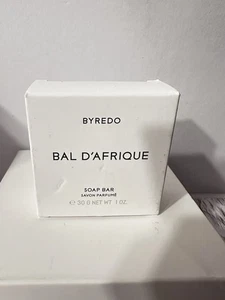 BYREDO
BAL D'AFRIQUE
SOAP BAR
SAVON PARFUMÉ
℮ 30 G NET WT. 1 OZ.